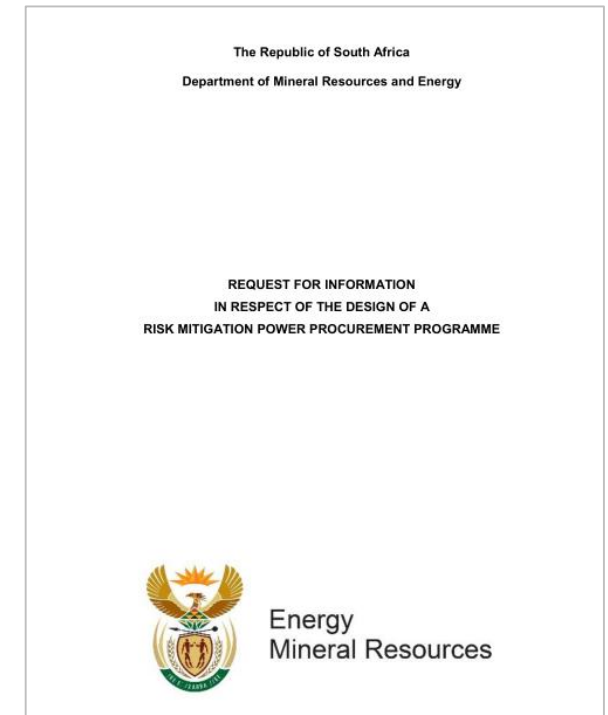 The Republic of South Africa
Department of Mineral Resources and Energy
REQUEST FOR INFORMATION
IN RESPECT OF THE DESIGN OF A
RISK MITIGATION POWER PROCUREMENT PROGRAMME
Energy
Mineral Resources